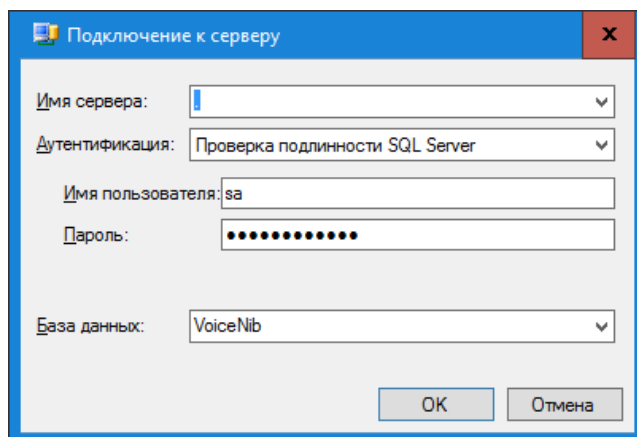 Подключение к серверу
x
Имя сервера: .
Аутентификация: Проверка подлинности SQL Server
Имя пользователя: sa
Пароль: ●●●●●●●●●●●●
База данных: VoiceNib
OK Отмена